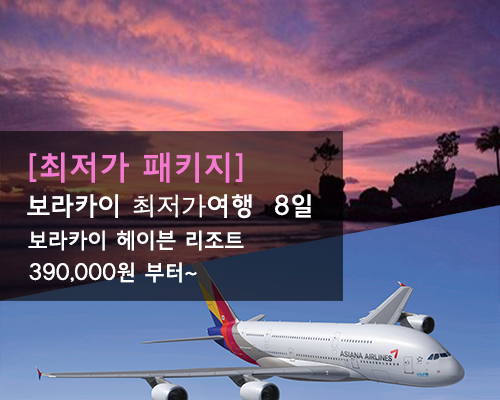 [최저가 패키지]
보라카이 최저가여행 8일
보라카이 헤이븐 리조트
390,000원 부터~
ASIANA AIRLINES